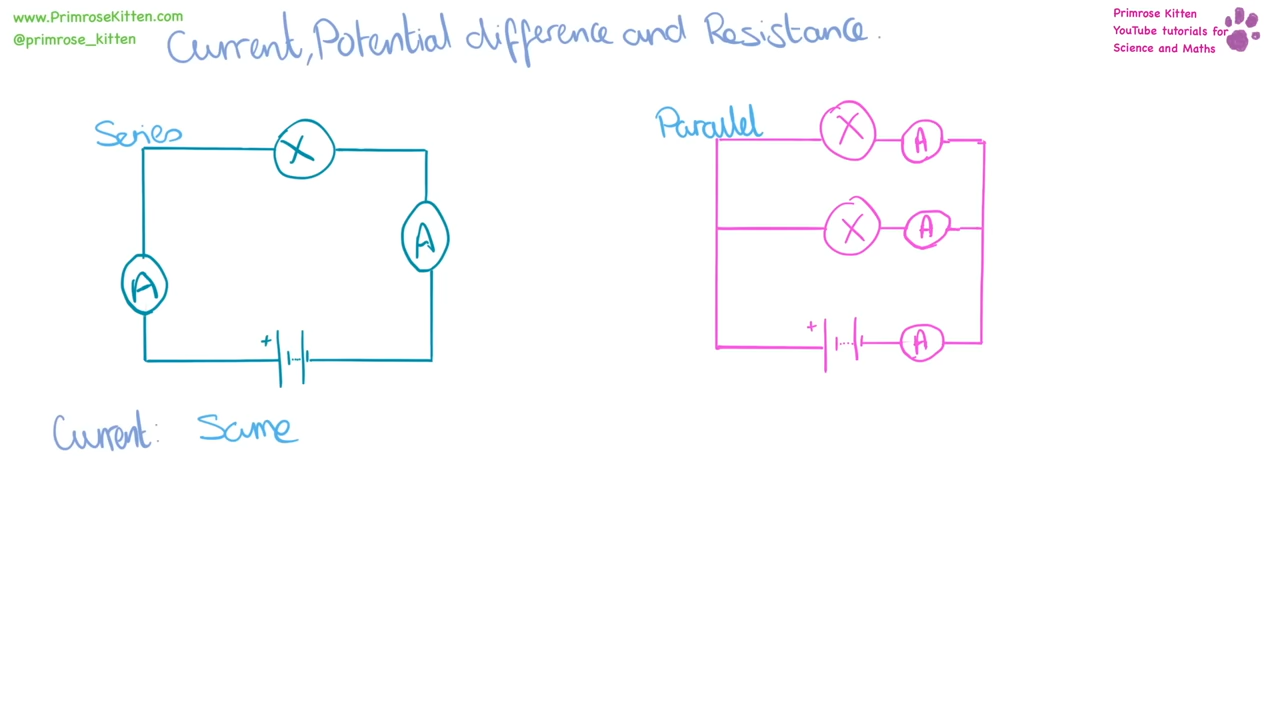 www.PrimroseKitten.com
@primrose_kitten
Current, Potential difference and Resistance.
Primrose Kitten
YouTube tutorials for
Science and Maths
Series
X
A
A
+
Current: Same
Parallel
X
A
X
A
+
A